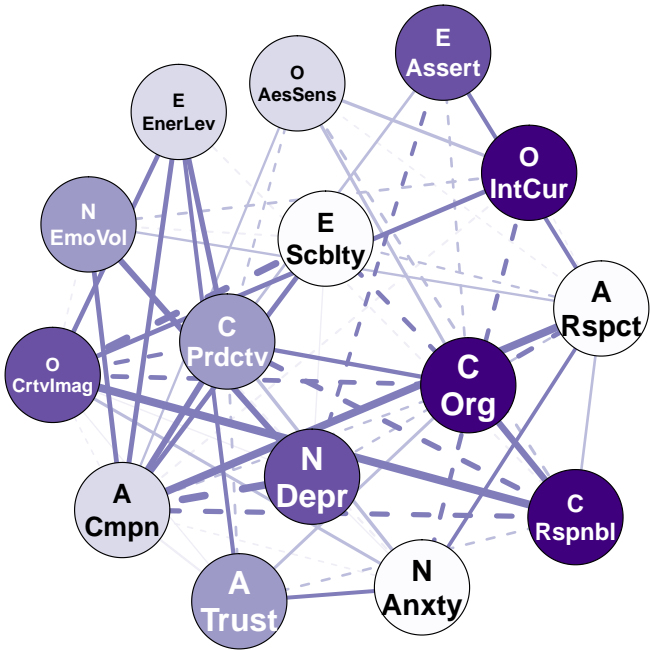 E
Assert
O
AesSens
E
EnerLev
O
IntCur
N
EmoVol
E
Scblty
A
Rspct
C
Prdctv
O
CrtvImag
C
Org
N
Depr
A
Cmpn
C
Rspnbl
N
Anxty
A
Trust